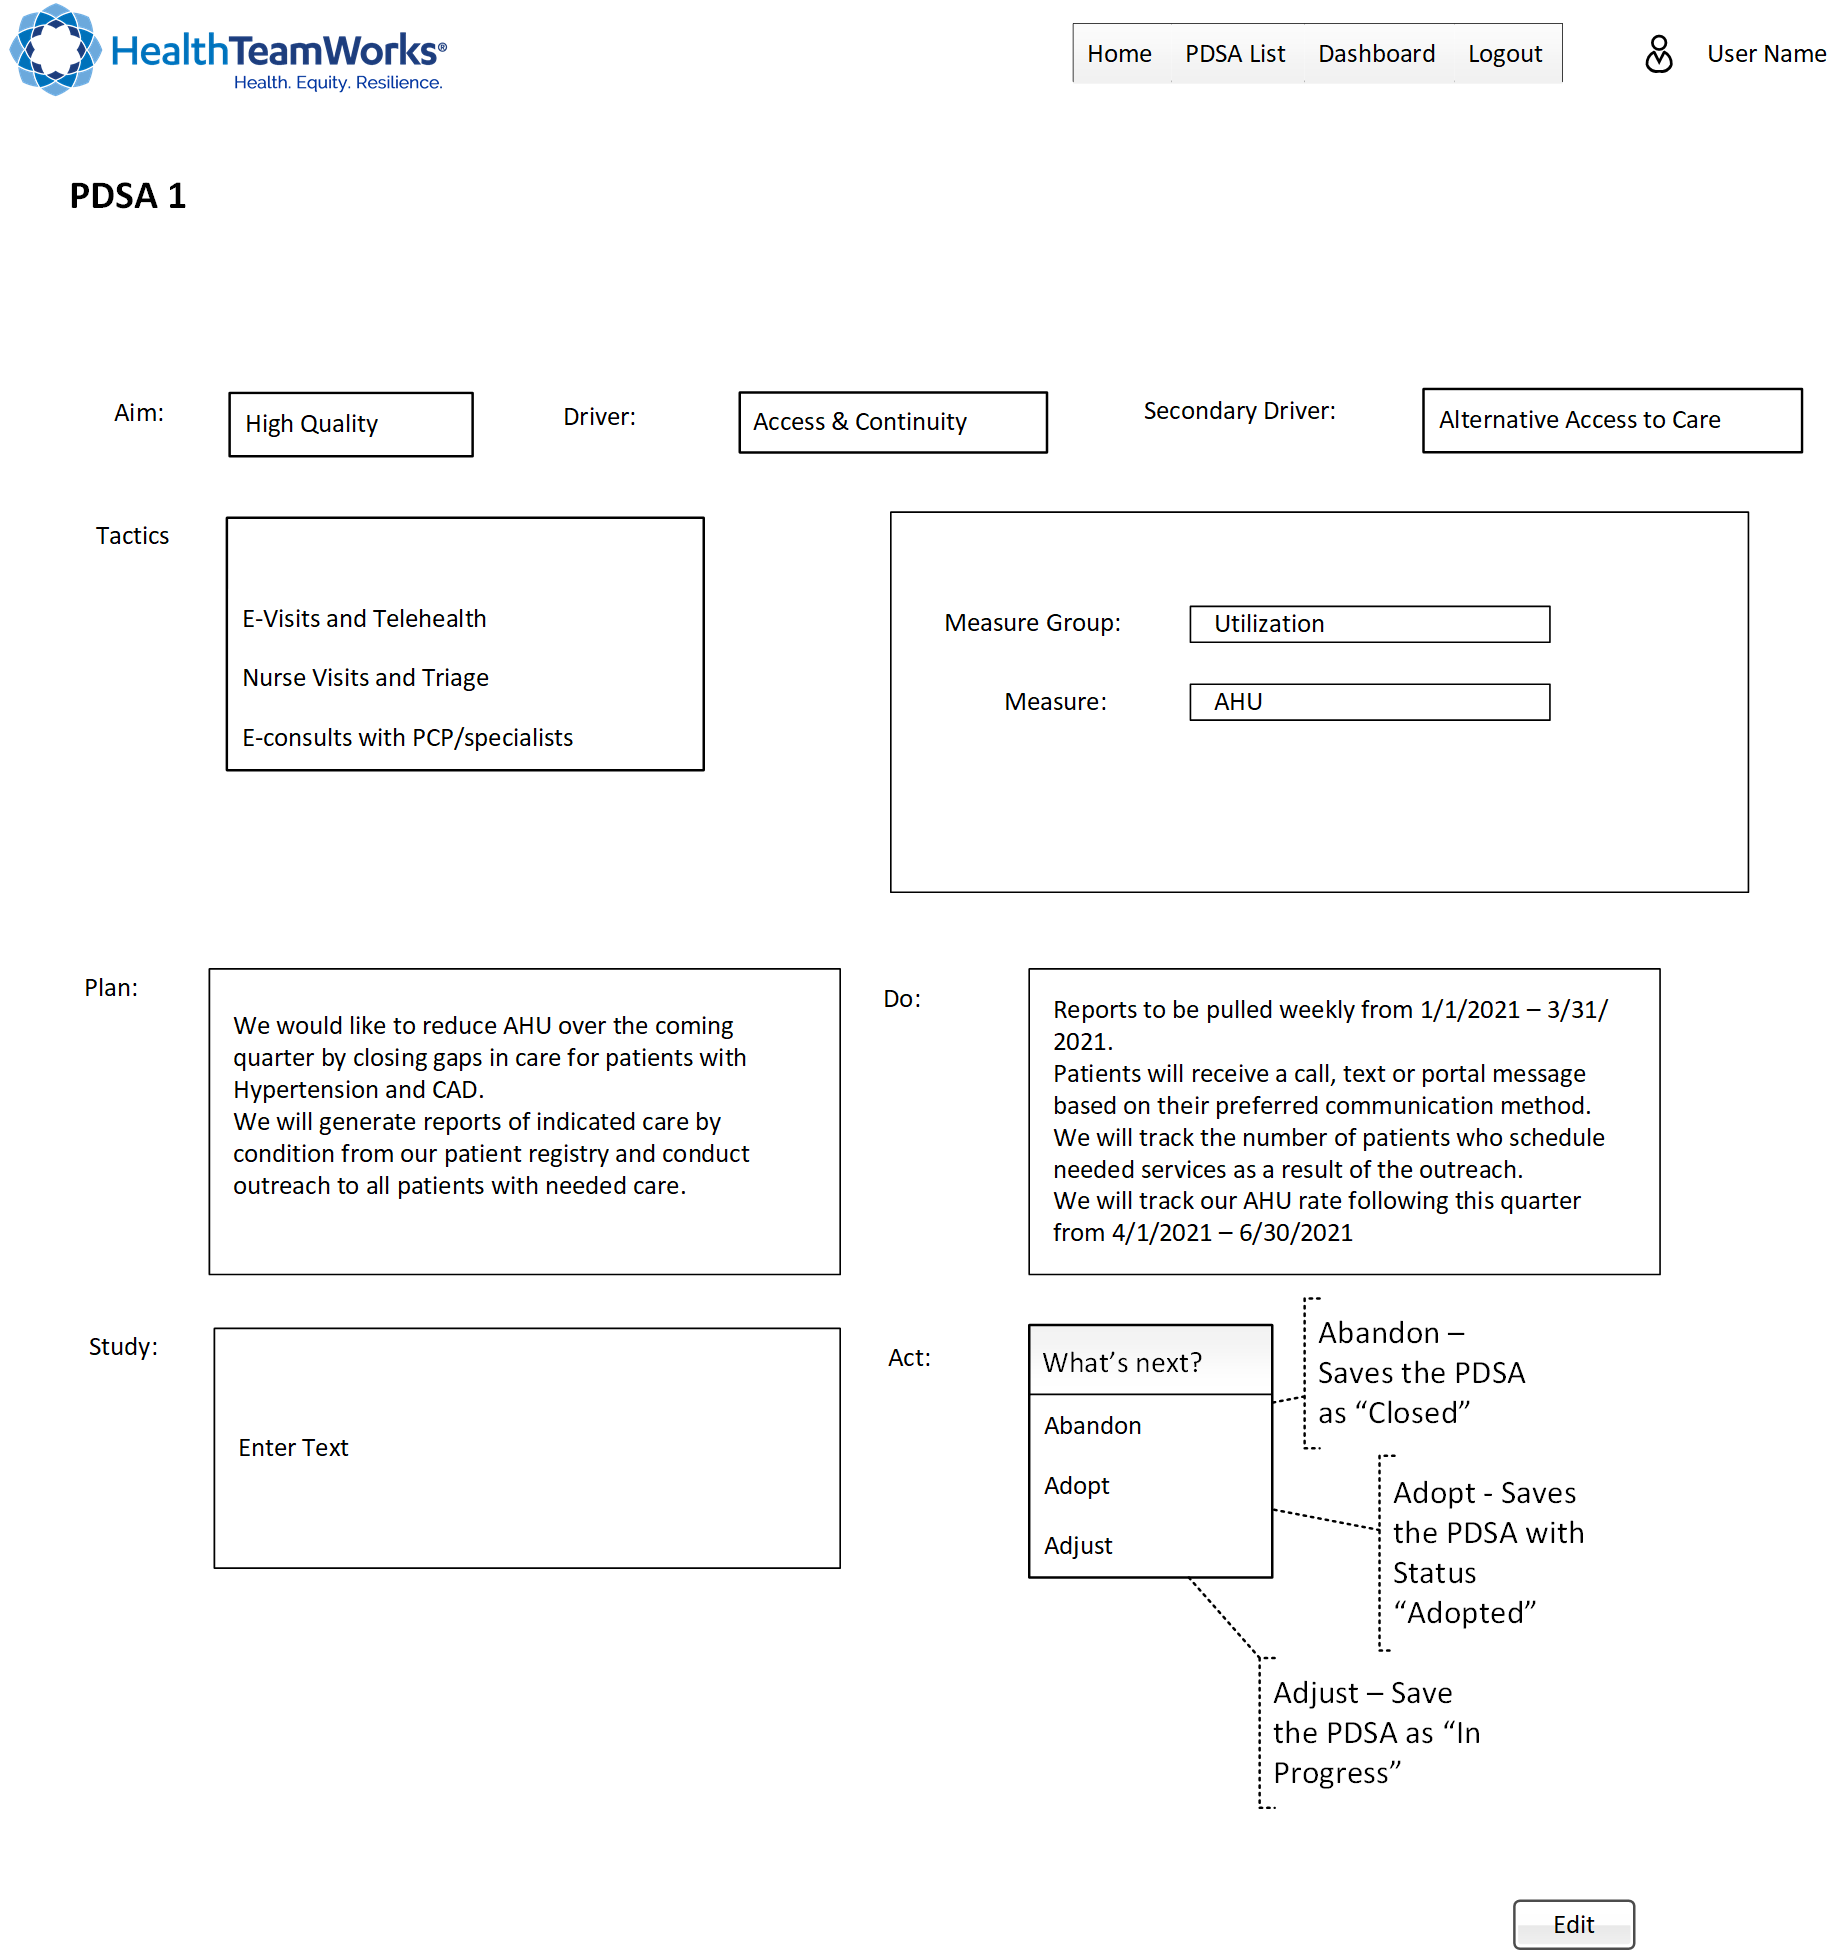 HealthTeamWorks®
Health. Equity. Resilience.
Home PDSA List Dashboard Logout
User Name
PDSA 1
Aim:
High Quality
Driver:
Access & Continuity
Secondary Driver:
Alternative Access to Care
Tactics
E-Visits and Telehealth
Nurse Visits and Triage
E-consults with PCP/specialists
Measure Group:
Utilization
Measure:
AHU
Plan:
We would like to reduce AHU over the coming
quarter by closing gaps in care for patients with
Hypertension and CAD.
We will generate reports of indicated care by
condition from our patient registry and conduct
outreach to all patients with needed care.
Do:
Reports to be pulled weekly from 1/1/2021 – 3/31/
2021.
Patients will receive a call, text or portal message
based on their preferred communication method.
We will track the number of patients who schedule
needed services as a result of the outreach.
We will track our AHU rate following this quarter
from 4/1/2021 – 6/30/2021
Study:
Enter Text
Act:
What’s next?
Abandon
Adopt
Adjust
Abandon –
Saves the PDSA
as “Closed”
Adopt - Saves
the PDSA with
Status
“Adopted”
Adjust – Save
the PDSA as “In
Progress”
Edit